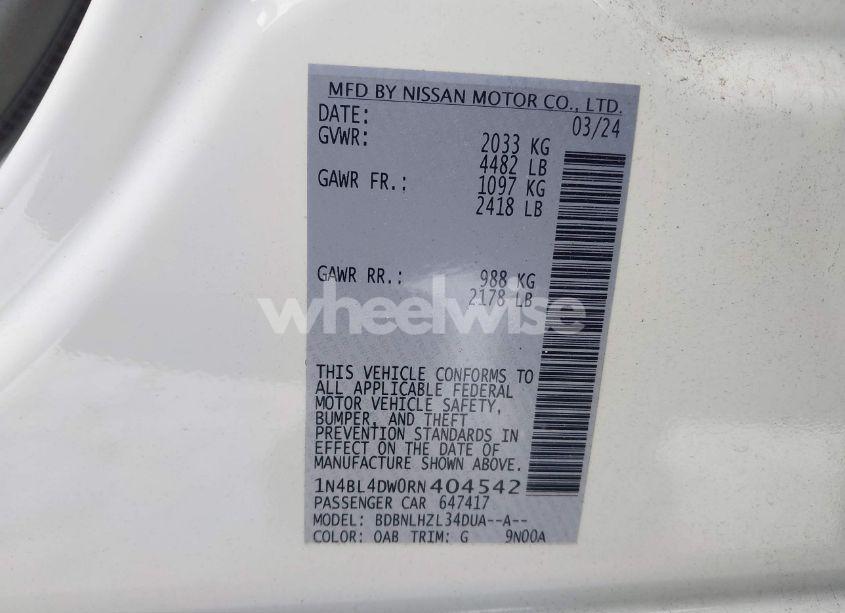 MFD BY NISSAN MOTOR CO., LTD.
DATE: 03/24
GVWR: 2033 KG
4482 LB
GAWR FR.: 1097 KG
2418 LB
GAWR RR.: 988 KG
2178 LB
wheelwise
THIS VEHICLE CONFORMS TO
ALL APPLICABLE FEDERAL
MOTOR VEHICLE SAFETY,
BUMPER, AND THEFT
PREVENTION STANDARDS IN
EFFECT ON THE DATE OF
MANUFACTURE SHOWN ABOVE.
1N4BL4DW0RN404542
PASSENGER CAR 647417
MODEL: BDBNLHZL34DUA--A--
COLOR: QAB TRIM: G 9N00A